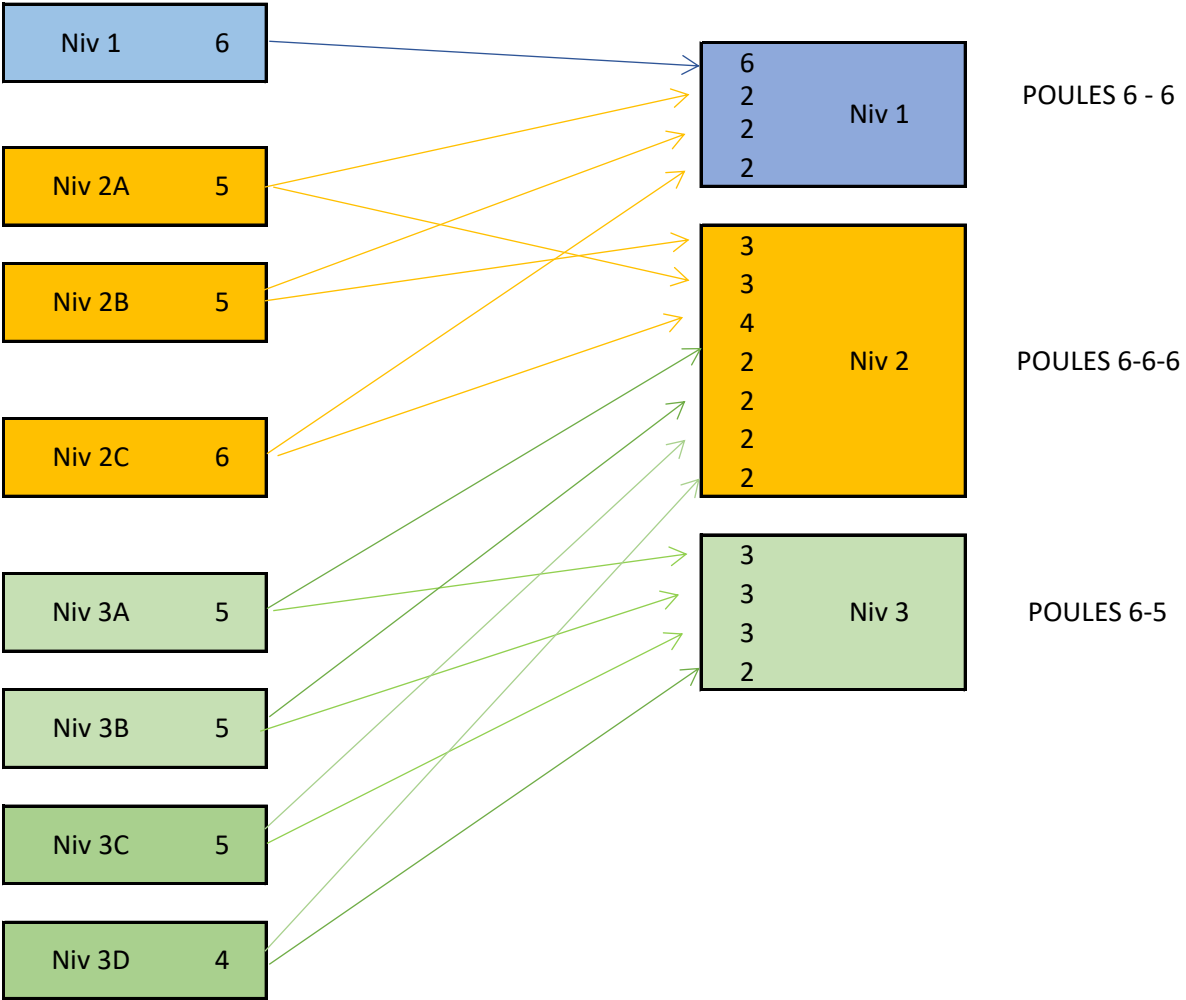 Niv 1 6
Niv 2A 5
Niv 2B 5
Niv 2C 6
Niv 3A 5
Niv 3B 5
Niv 3C 5
Niv 3D 4
6
2
2
2
Niv 1
POULES 6 - 6
3
3
4
2
2
2
2
Niv 2
POULES 6-6-6
3
3
3
2
Niv 3
POULES 6-5